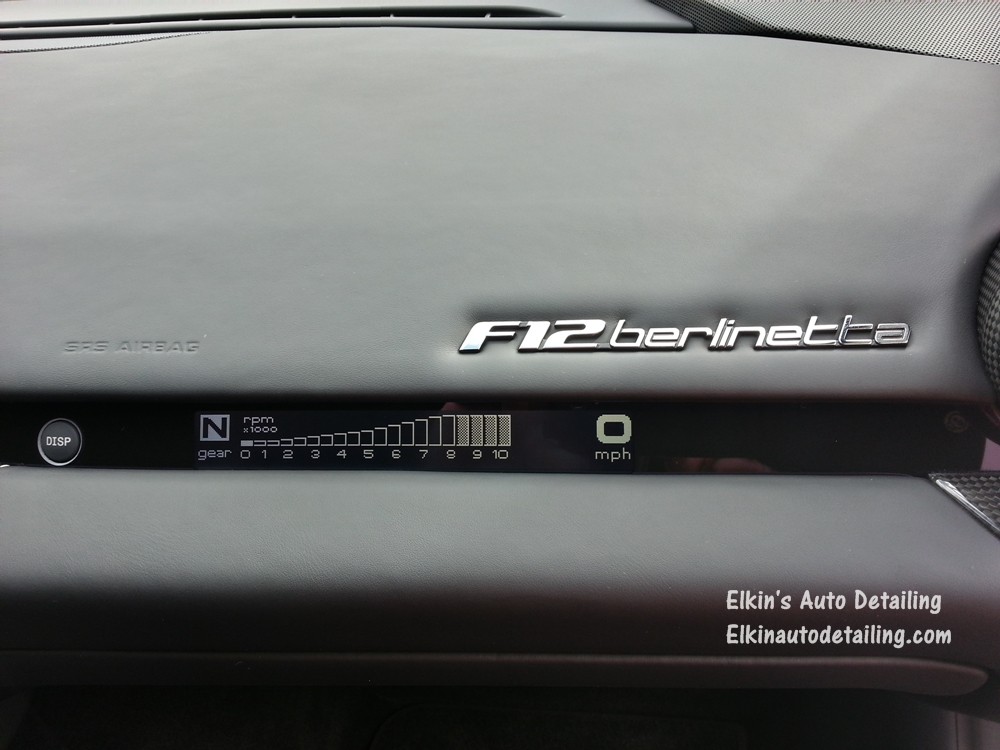 F12berlinetta
SRS AIRBAG
DISP
N rpm
x1000
gear 0 1 2 3 4 5 6 7 8 9 10
0
mph
Elkin's Auto Detailing
Elkinautodetailing.com